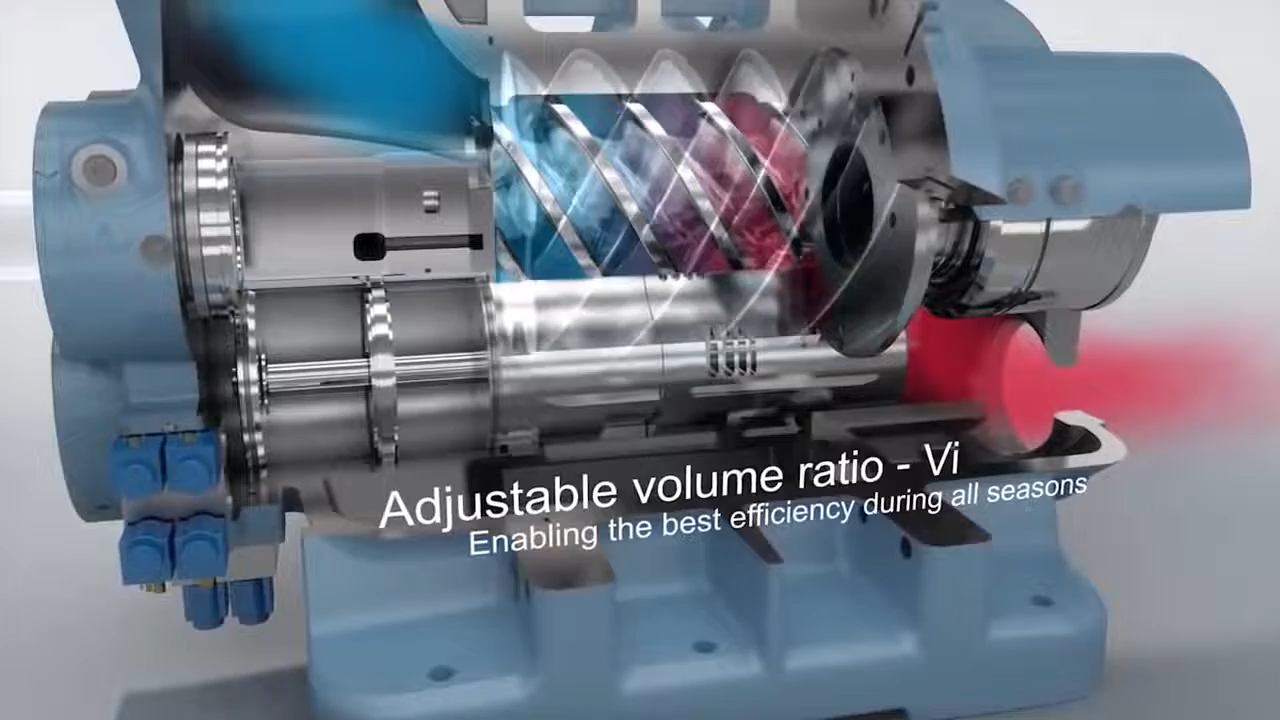 Adjustable volume ratio - Vi
Enabling the best efficiency during all seasons